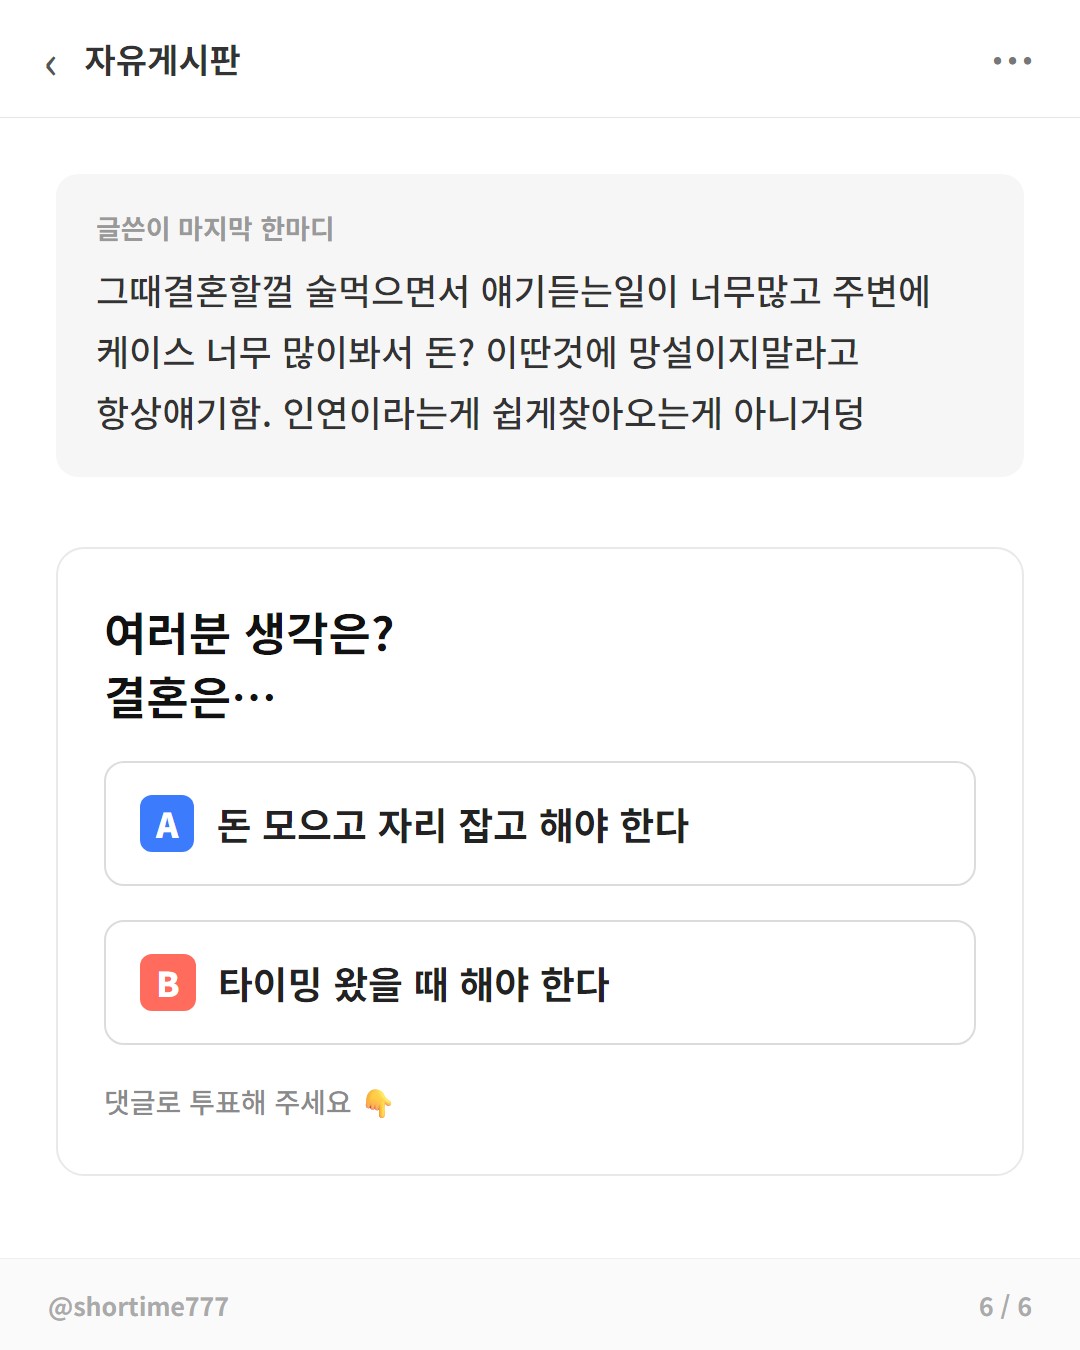 ‹ 자유게시판 •••
글쓴이 마지막 한마디
그때결혼할껄 술먹으면서 얘기듣는일이 너무많고 주변에
케이스 너무 많이봐서 돈? 이딴것에 망설이지말라고
항상얘기함. 인연이라는게 쉽게찾아오는게 아니거덩
여러분 생각은?
결혼은…
A 돈 모으고 자리 잡고 해야 한다
B 타이밍 왔을 때 해야 한다
댓글로 투표해 주세요 👇
@shortime777 6 / 6